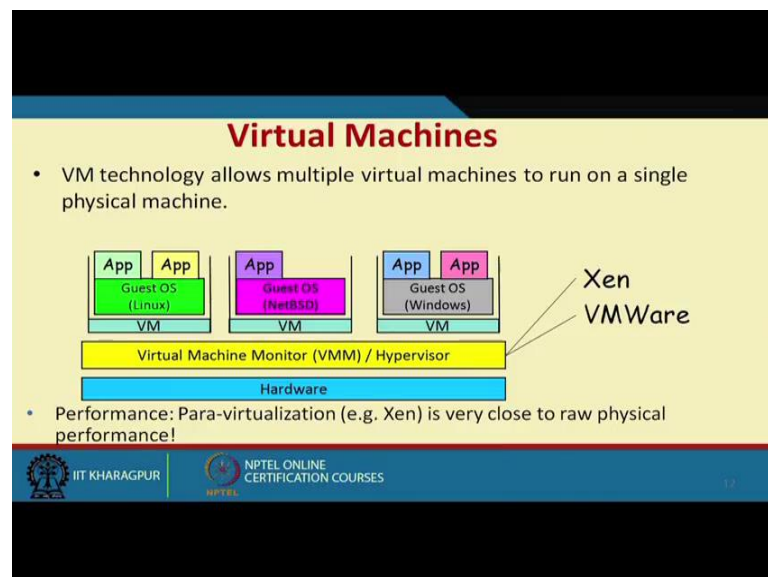 Virtual Machines
• VM technology allows multiple virtual machines to run on a single
physical machine.
App App App App App
Guest OS Guest OS Guest OS
(Linux) (NetBSD) (Windows)
VM VM VM
Xen
VMWare
Virtual Machine Monitor (VMM) / Hypervisor
Hardware
• Performance: Para-virtualization (e.g. Xen) is very close to raw physical
performance!
IIT KHARAGPUR
NPTEL
NPTEL ONLINE
CERTIFICATION COURSES
12